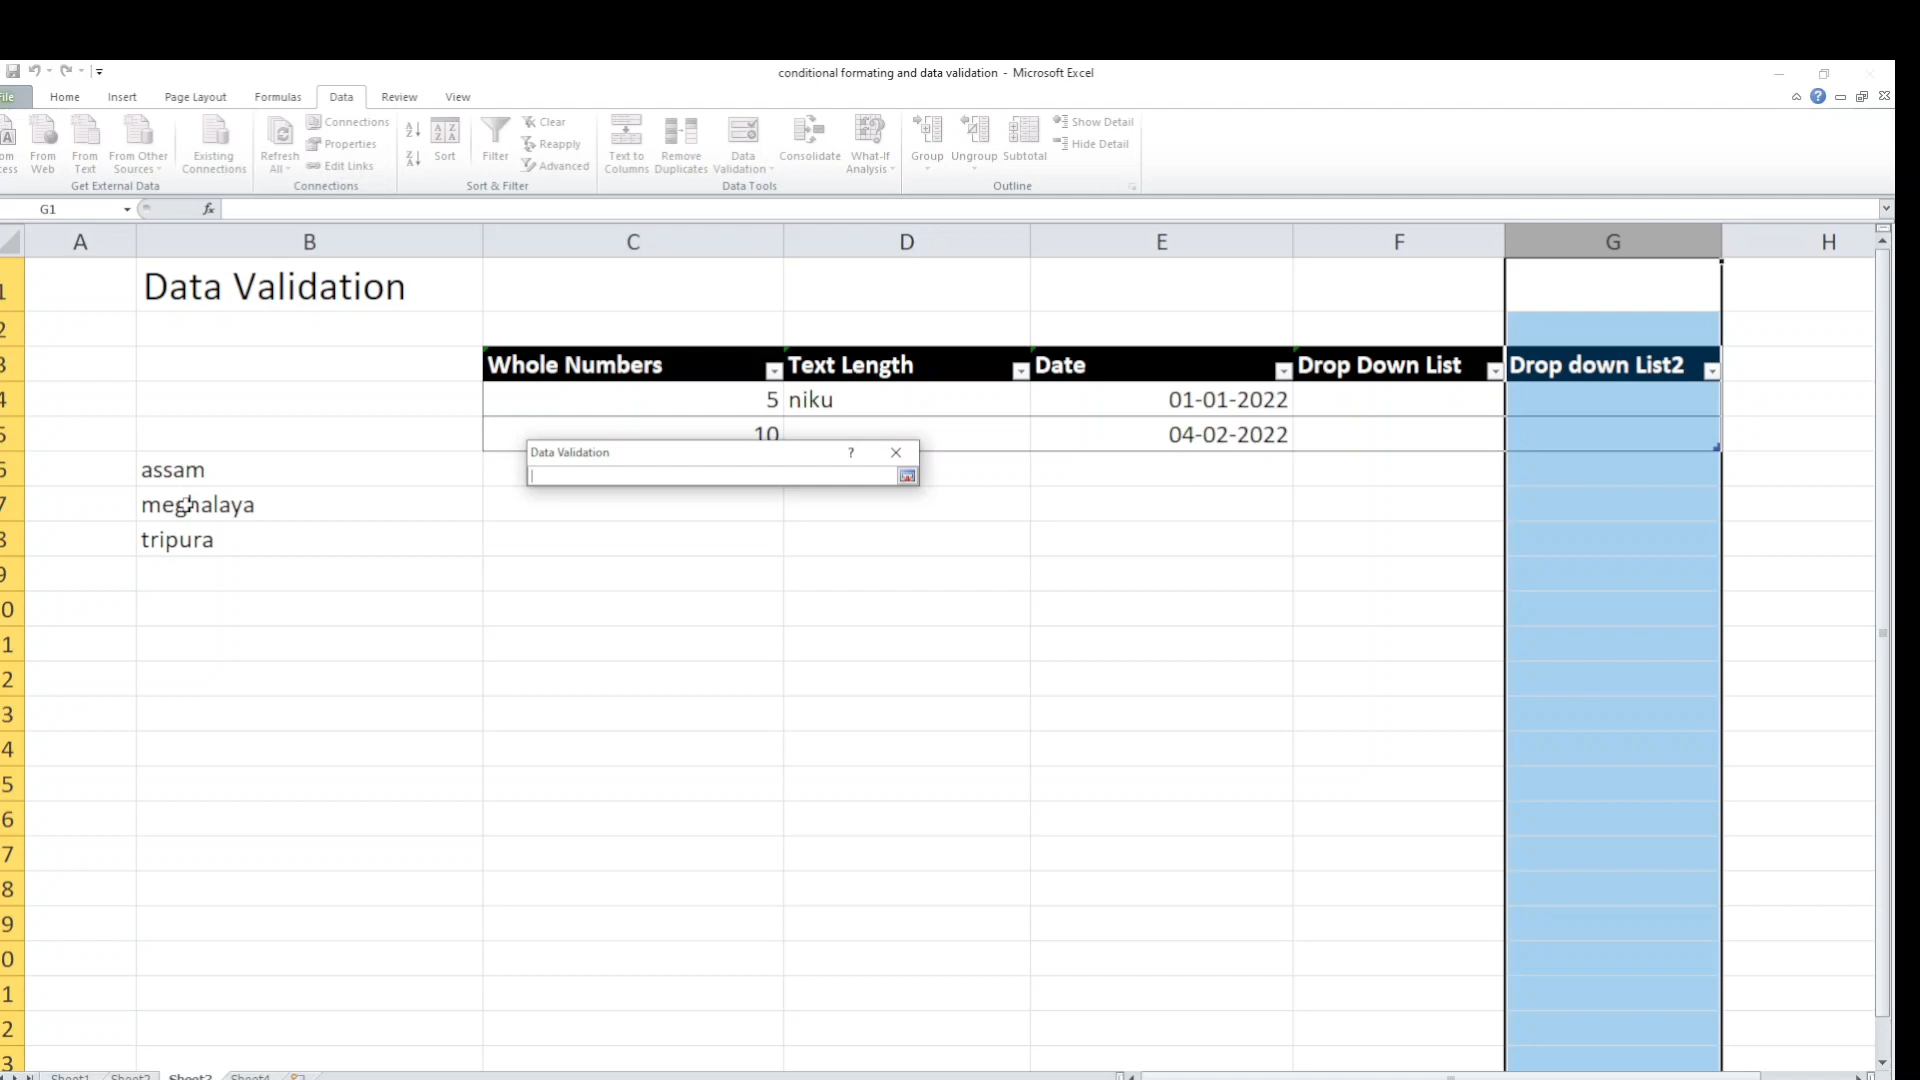 conditional formating and data validation - Microsoft Excel
File Home Insert Page Layout Formulas Data Review View
From Web
From Text
From Other Sources
Existing Connections
Refresh All
Connections
Properties
Edit Links
Sort
Filter
Clear
Reapply
Advanced
Text to Columns
Remove Duplicates
Data Validation
Consolidate
What-If Analysis
Group
Ungroup
Subtotal
Show Detail
Hide Detail
Get External Data
Connections
Sort & Filter
Data Tools
Outline
G1
fx
A B C D E F G H
Data Validation
Whole Numbers Text Length Date Drop Down List Drop down List2
5 niku 01-01-2022
10 04-02-2022
Data Validation ?
assam
meghalaya
tripura